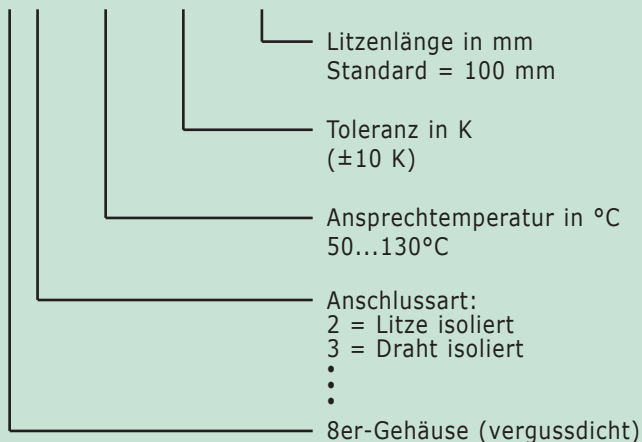 Litzenlänge in mm
Standard = 100 mm
Toleranz in K
(±10 K)
Ansprechtemperatur in °C
50...130°C
Anschlussart:
2 = Litze isoliert
3 = Draht isoliert
•
•
•
8er-Gehäuse (vergussdicht)